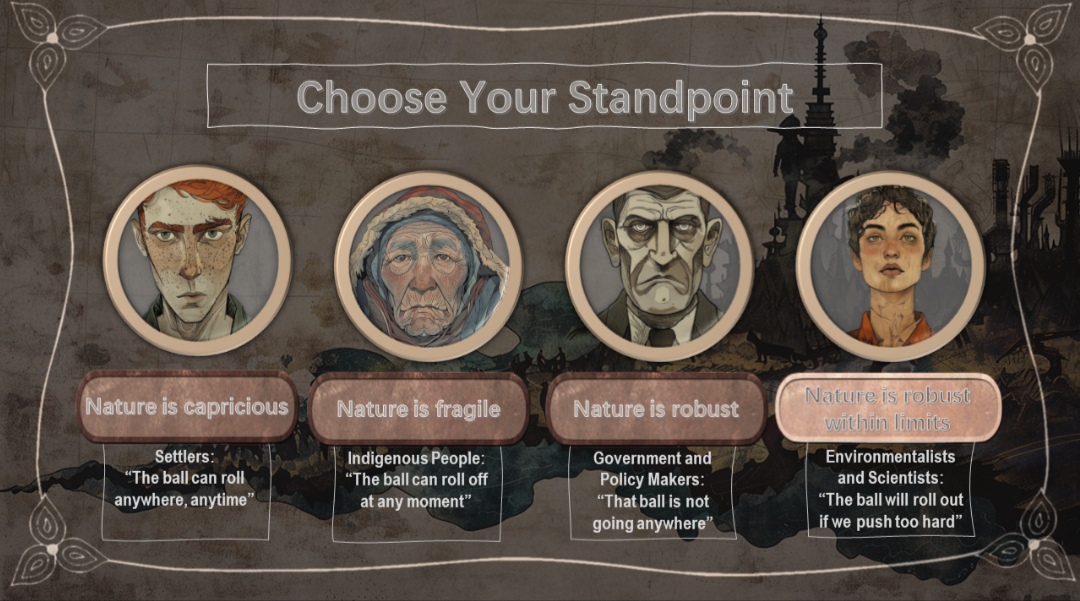 Choose Your Standpoint
Nature is capricious
Settlers:
“The ball can roll
anywhere, anytime”
Nature is fragile
Indigenous People:
“The ball can roll off
at any moment”
Nature is robust
Government and
Policy Makers:
“That ball is not
going anywhere”
Nature is robust
within limits
Environmentalists
and Scientists:
“The ball will roll out
if we push too hard”